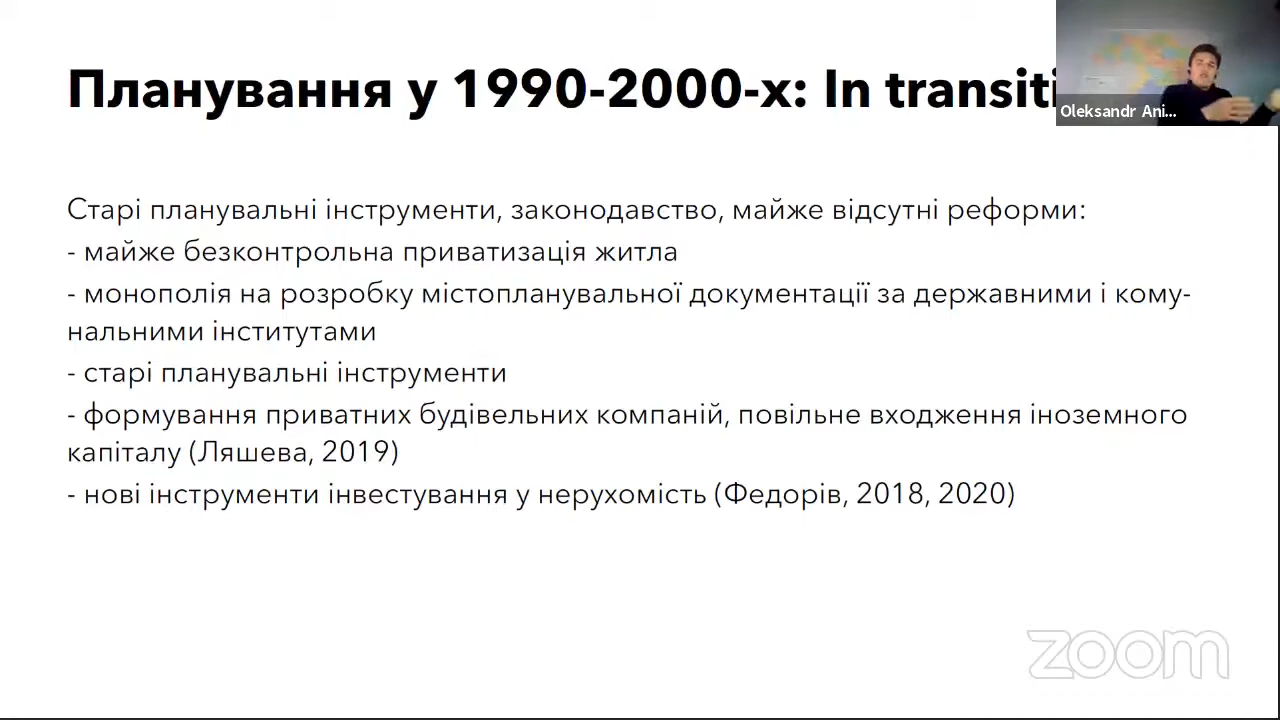 Планування у 1990-2000-х: In transiti
Oleksandr Ani...
Старі планувальні інструменти, законодавство, майже відсутні реформи:
- майже безконтрольна приватизація житла
- монополія на розробку містопланувальної документації за державними і кому-
нальними інститутами
- старі планувальні інструменти
- формування приватних будівельних компаній, повільне входження іноземного
капіталу (Ляшева, 2019)
- нові інструменти інвестування у нерухомість (Федорів, 2018, 2020)
zoom